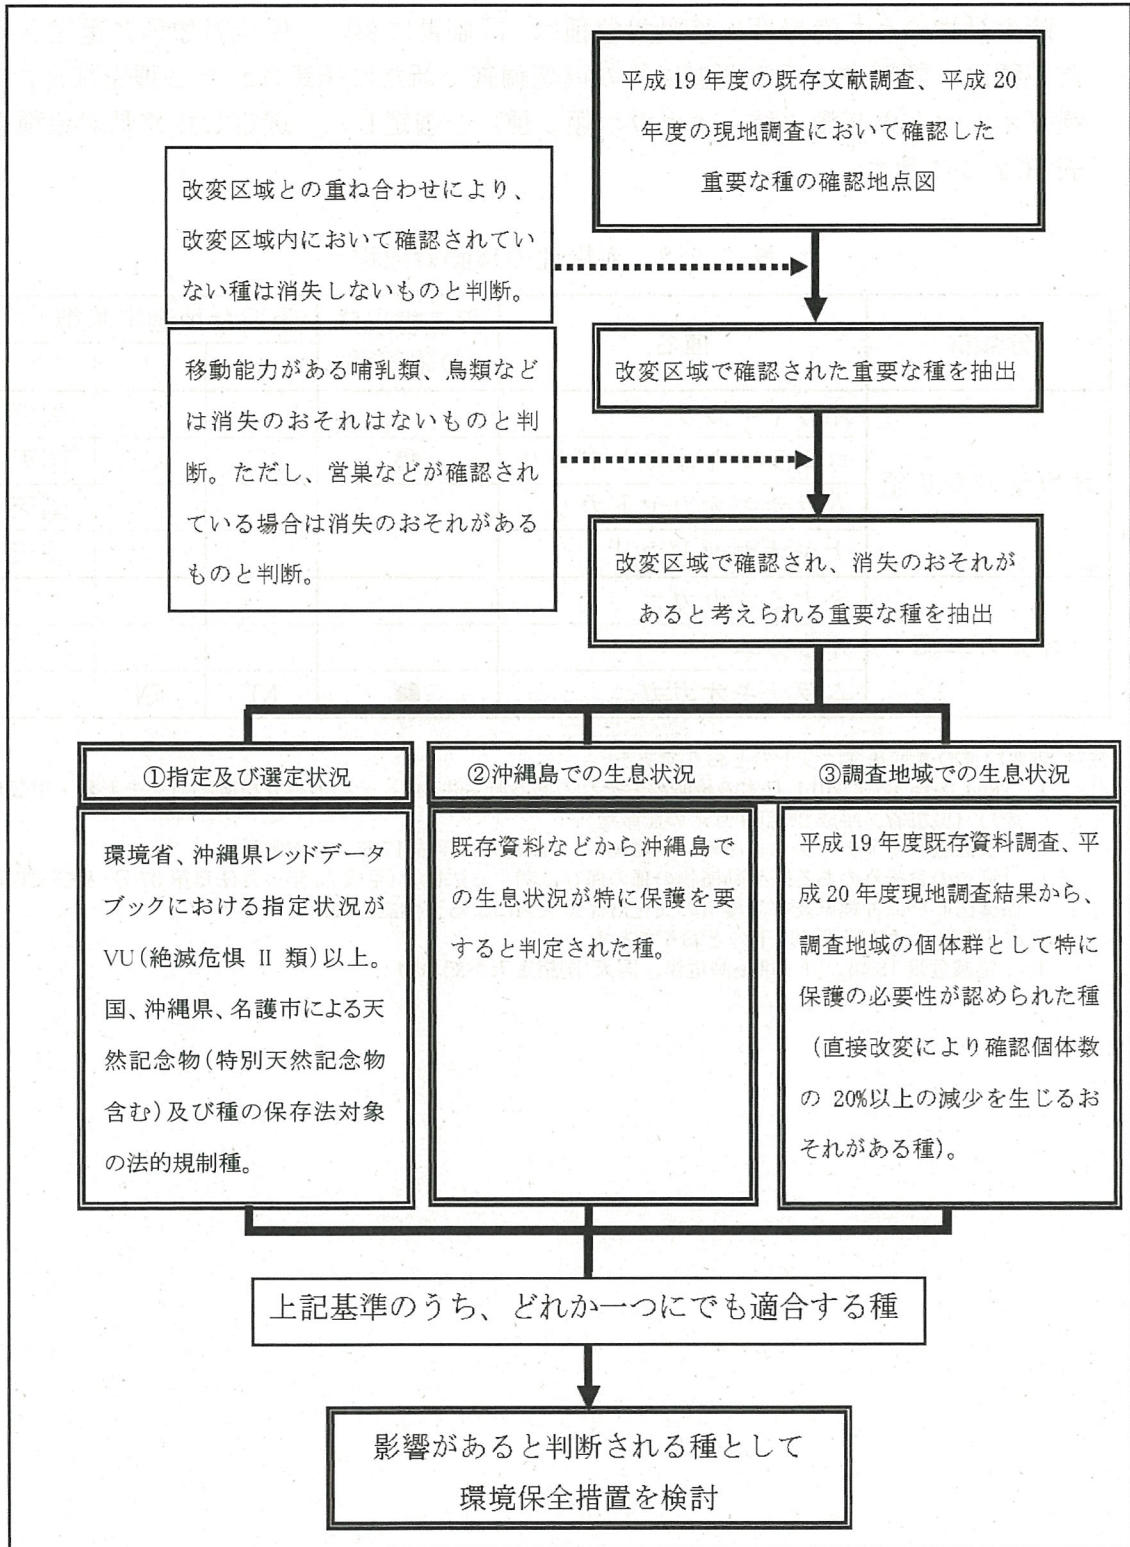 平成 19 年度の既存文献調査、平成 20
年度の現地調査において確認した
重要な種の確認地点図
改変区域との重ね合わせにより、
改変区域内において確認されてい
ない種は消失しないものと判断。
改変区域で確認された重要な種を抽出
移動能力がある哺乳類、鳥類など
は消失のおそれはないものと判
断。ただし、営巣などが確認され
ている場合は消失のおそれがある
ものと判断。
改変区域で確認され、消失のおそれが
あると考えられる重要な種を抽出
①指定及び選定状況
環境省、沖縄県レッドデータ
ブックにおける指定状況が
VU(絶滅危惧 II 類)以上。
国、沖縄県、名護市による天
然記念物(特別天然記念物
含む)及び種の保存法対象
の法的規制種。
②沖縄島での生息状況
既存資料などから沖縄島で
の生息状況が特に保護を要
すると判定された種。
③調査地域での生息状況
平成 19 年度既存資料調査、平
成 20 年度現地調査結果から、
調査地域の個体群として特に
保護の必要性が認められた種
(直接改変により確認個体数
の 20%以上の減少を生じるお
それがある種)。
上記基準のうち、どれか一つにでも適合する種
影響があると判断される種として
環境保全措置を検討